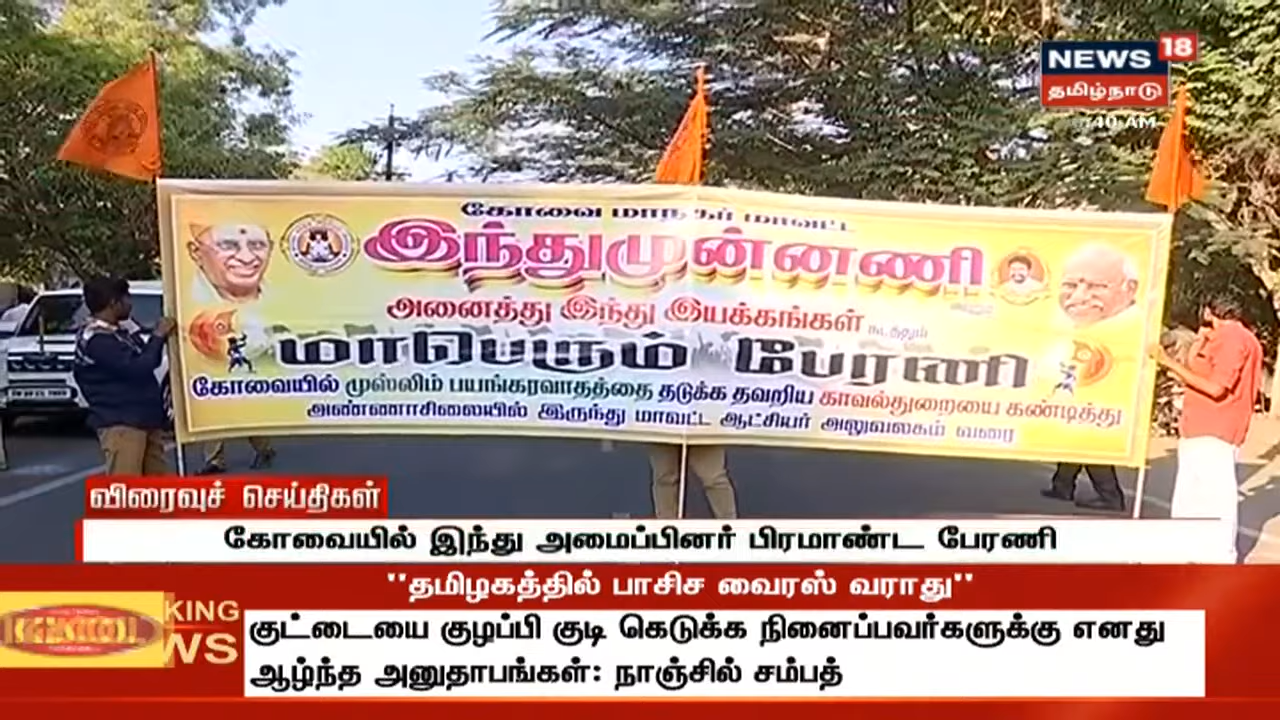 NEWS 18
தமிழ்நாடு
:40 AM
கோவை மாநகர் மாவட்ட
இந்துமுன்னணி
மற்றும்
அனைத்து இந்து இயக்கங்கள் நடத்தும்
மாபெரும் பேரணி
கோவையில் முஸ்லிம் பயங்கரவாதத்தை தடுக்க தவறிய காவல்துறையை கண்டித்து
அண்ணாசிலையில் இருந்து மாவட்ட ஆட்சியர் அலுவலகம் வரை
விரைவுச் செய்திகள்
கோவையில் இந்து அமைப்பினர் பிரமாண்ட பேரணி
"தமிழகத்தில் பாசிச வைரஸ் வராது"
KING
WS
குட்டையை குழப்பி குடி கெடுக்க நினைப்பவர்களுக்கு எனது
ஆழ்ந்த அனுதாபங்கள்: நாஞ்சில் சம்பத்